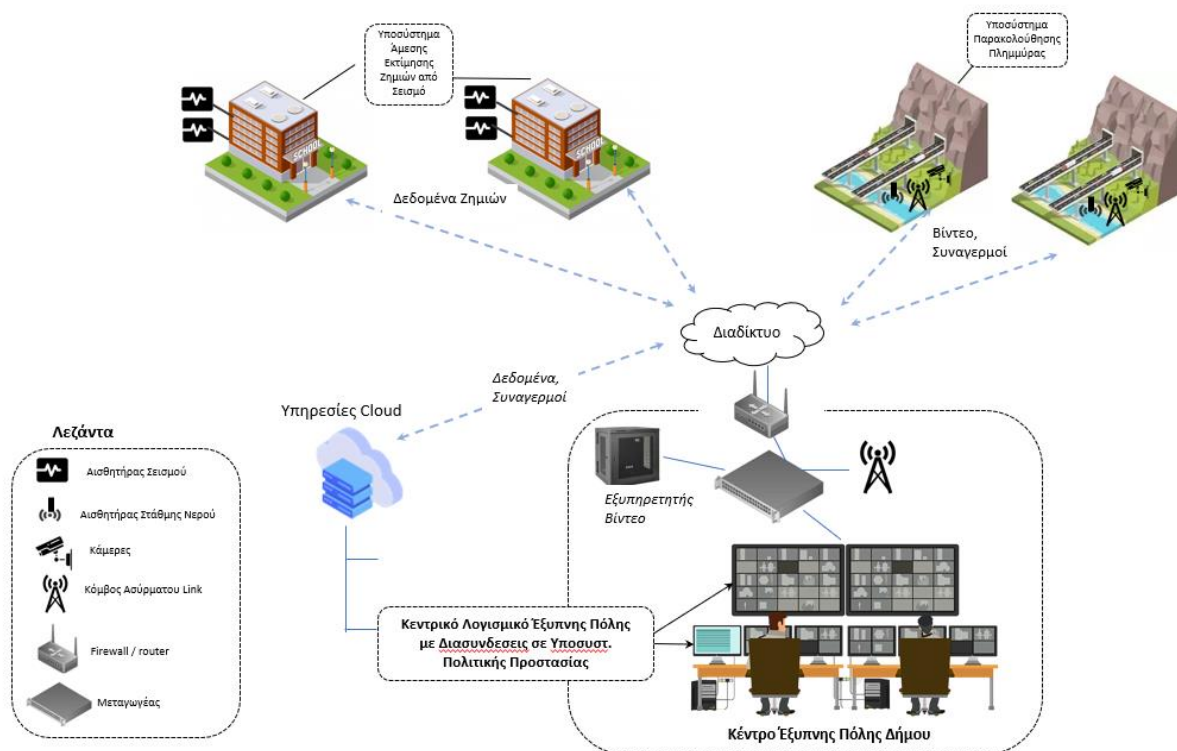 Υποσύστημα
Άμεσης
Εκτίμησης
Ζημιών από
Σεισμό
Υποσύστημα
Παρακολούθησης
Πλημμύρας
SCHOOL
SCHOOL
Δεδομένα Ζημιών
Βίντεο,
Συναγερμοί
Διαδίκτυο
Δεδομένα,
Συναγερμοί
Υπηρεσίες Cloud
Λεζάντα
Αισθητήρας Σεισμού
Αισθητήρας Στάθμης Νερού
Κάμερες
Κόμβος Ασύρματου Link
Firewall / router
Μεταγωγέας
Εξυπηρετητής
Βίντεο
Κεντρικό Λογισμικό Έξυπνης Πόλης
με Διασυνδεσεις σε Υποσυστ.
Πολιτικής Προστασίας
Κέντρο Έξυπνης Πόλης Δήμου